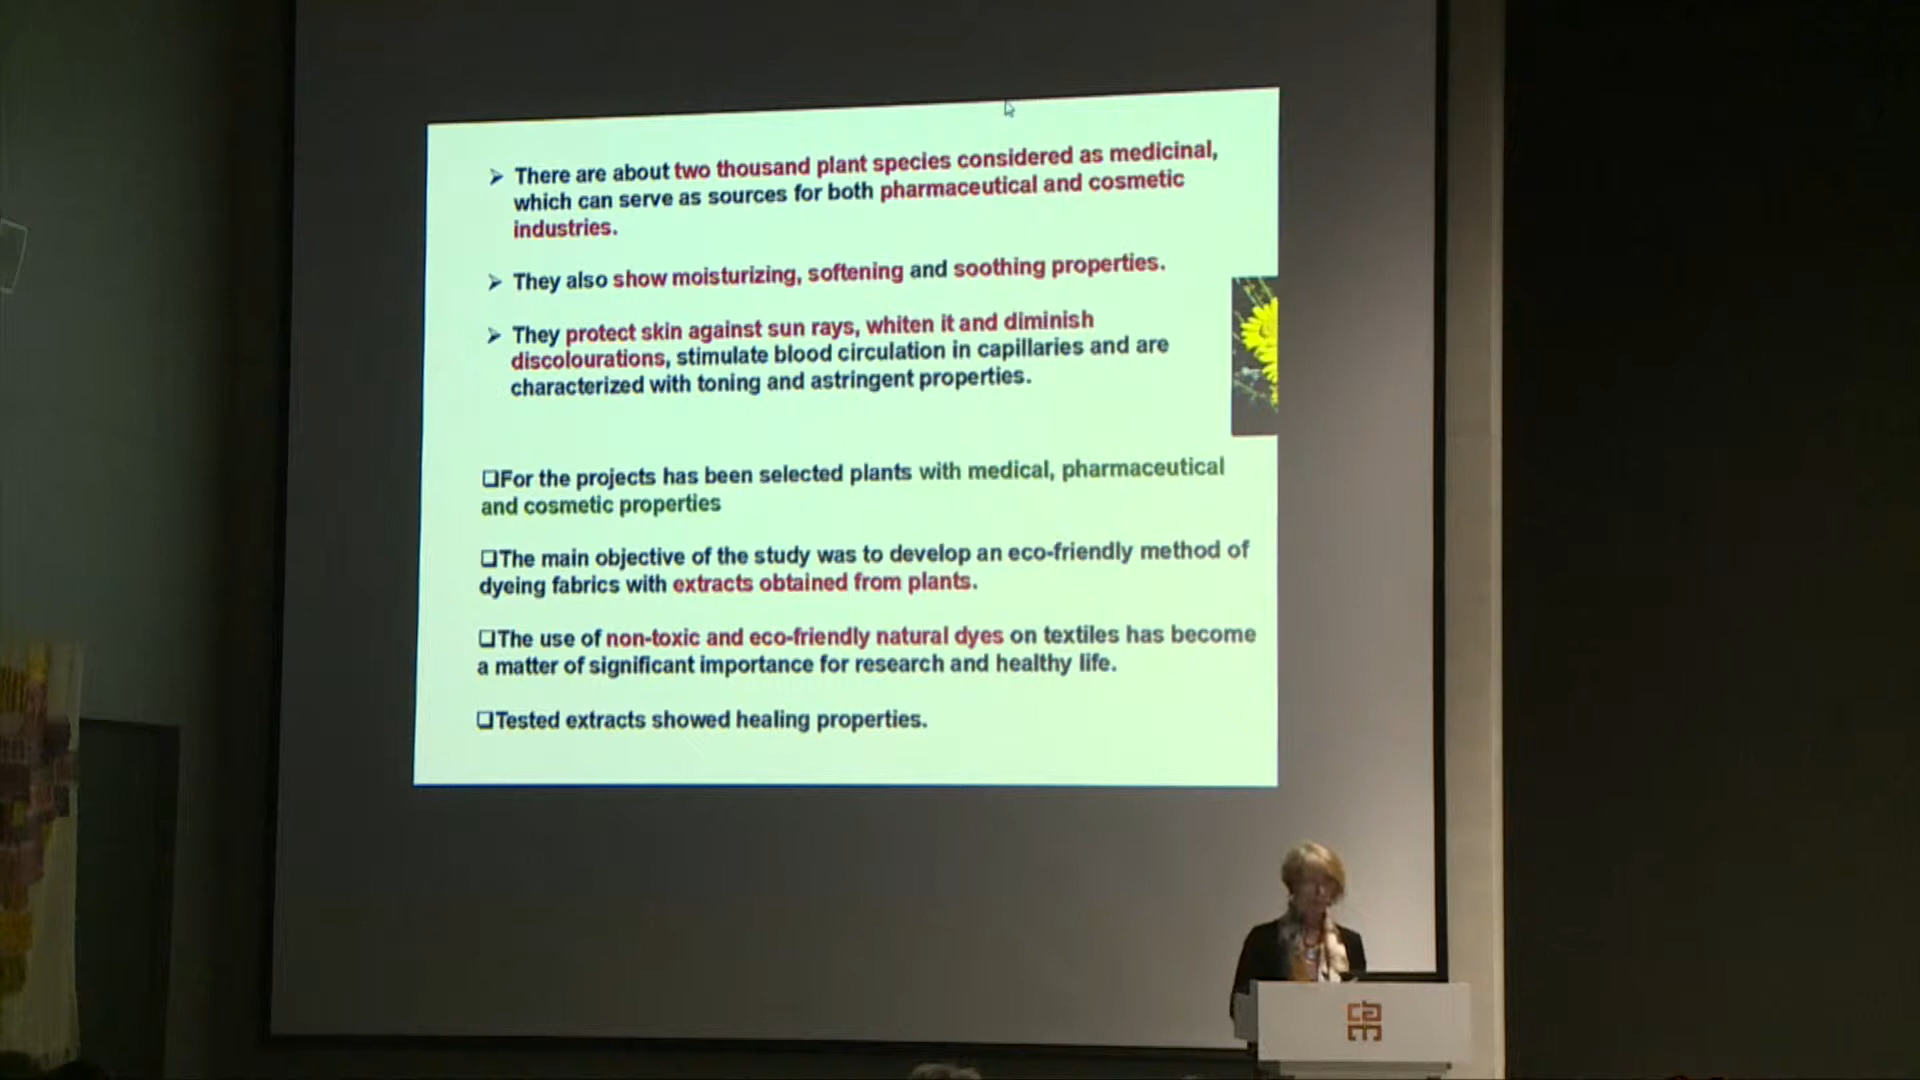 ➢ There are about two thousand plant species considered as medicinal,
which can serve as sources for both pharmaceutical and cosmetic
industries.
➢ They also show moisturizing, softening and soothing properties.
➢ They protect skin against sun rays, whiten it and diminish
discolourations, stimulate blood circulation in capillaries and are
characterized with toning and astringent properties.
❑For the projects has been selected plants with medical, pharmaceutical
and cosmetic properties
❑The main objective of the study was to develop an eco-friendly method of
dyeing fabrics with extracts obtained from plants.
❑The use of non-toxic and eco-friendly natural dyes on textiles has become
a matter of significant importance for research and healthy life.
❑Tested extracts showed healing properties.